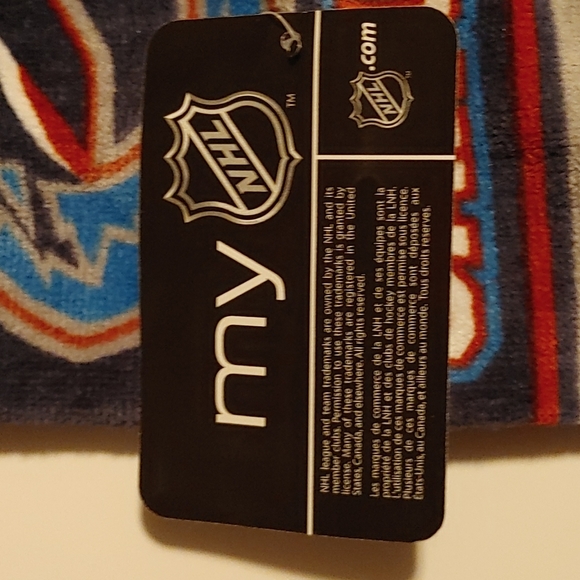 my NHL TM
NHL .com
NHL league and team trademarks are owned by the NHL and its
member clubs. Permission to use these trademarks is granted by
license. Many of these trademarks are registered in the United
States, Canada, and elsewhere. All rights reserved.
Les marques de commerce de la LNH et de ses équipes sont la
propriété de la LNH et des clubs de hockey membres de la LNH.
L'utilisation de ces marques de commerce est permise sous licence.
Plusieurs de ces marques de commerce sont déposées aux
États-Unis, au Canada, et ailleurs au monde. Tous droits réservés.